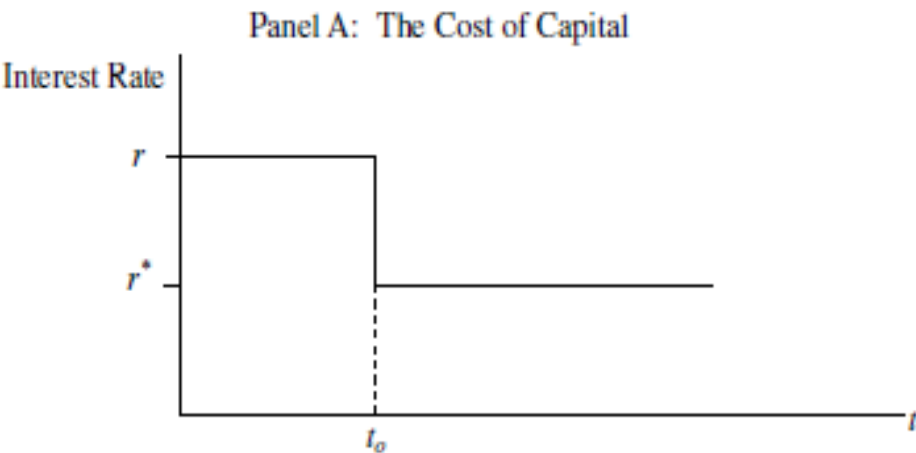 Panel A: The Cost of Capital
Interest Rate
r
r*
t
t₀